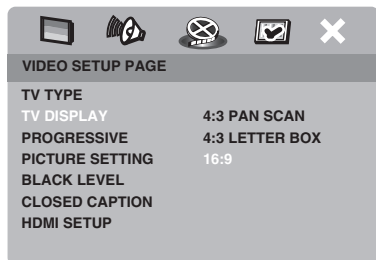 VIDEO SETUP PAGE
TV TYPE
TV DISPLAY 4:3 PAN SCAN
PROGRESSIVE 4:3 LETTER BOX
PICTURE SETTING 16:9
BLACK LEVEL
CLOSED CAPTION
HDMI SETUP